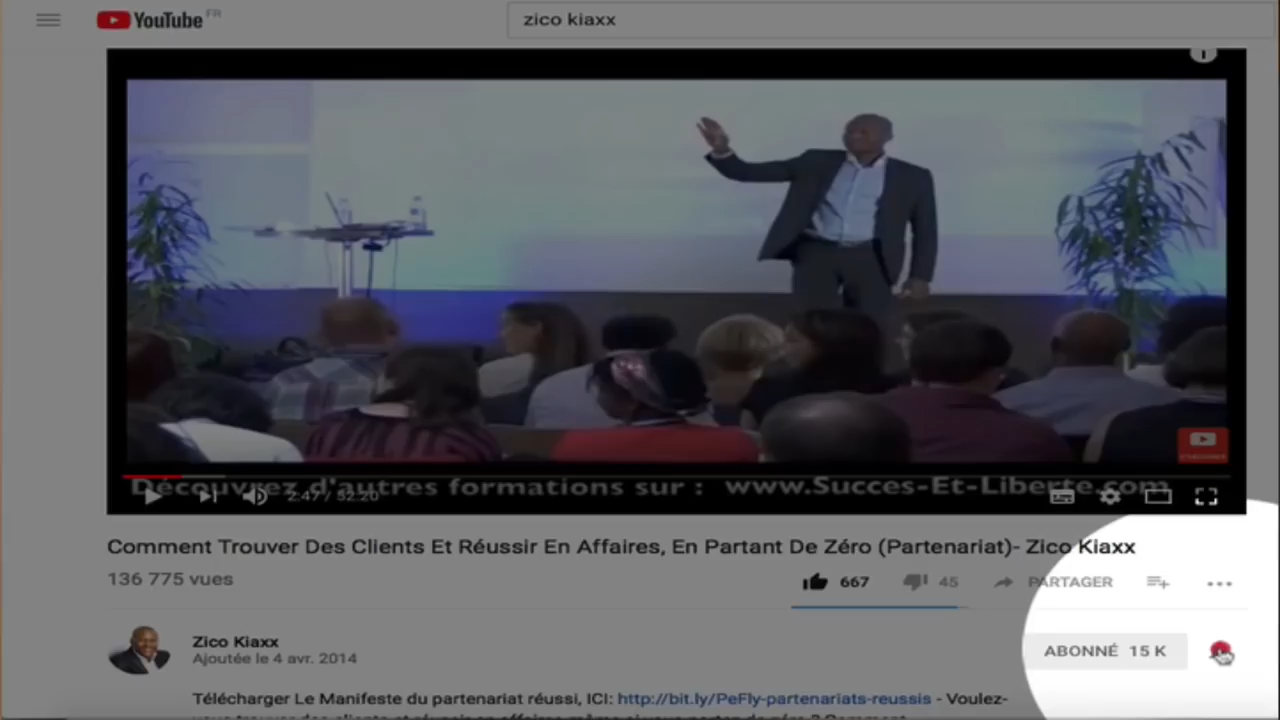 YouTube FR
zico kiaxx
Découvrez d'autres formations sur : www.Succes-Et-Liberte.com
2:47 / 52:20
Comment Trouver Des Clients Et Réussir En Affaires, En Partant De Zéro (Partenariat)- Zico Kiaxx
136 775 vues
667 45 PARTAGER
Zico Kiaxx
Ajoutée le 4 avr. 2014
ABONNÉ 15 K
Télécharger Le Manifeste du partenariat réussi, ICI: http://bit.ly/PeFly-partenariats-reussis - Voulez-